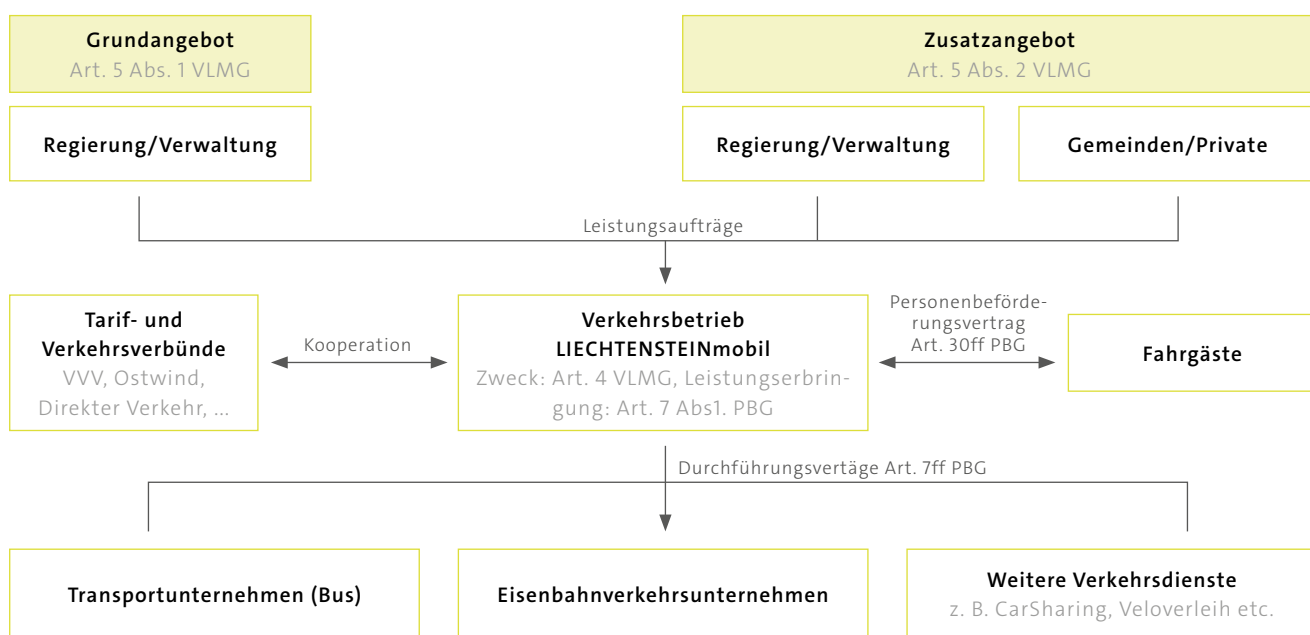 Grundangebot
Art. 5 Abs. 1 VLMG
Zusatzangebot
Art. 5 Abs. 2 VLMG
Regierung/Verwaltung
Regierung/Verwaltung
Gemeinden/Private
Leistungsaufträge
Tarif- und
Verkehrsverbünde
VVV, Ostwind,
Direkter Verkehr, ...
Kooperation
Verkehrsbetrieb
LIECHTENSTEINmobil
Zweck: Art. 4 VLMG, Leistungserbrin-
gung: Art. 7 Abs1. PBG
Personenbeförde-
rungsvertrag
Art. 30ff PBG
Fahrgäste
Durchführungsvertäge Art. 7ff PBG
Transportunternehmen (Bus)
Eisenbahnverkehrsunternehmen
Weitere Verkehrsdienste
z. B. CarSharing, Veloverleih etc.